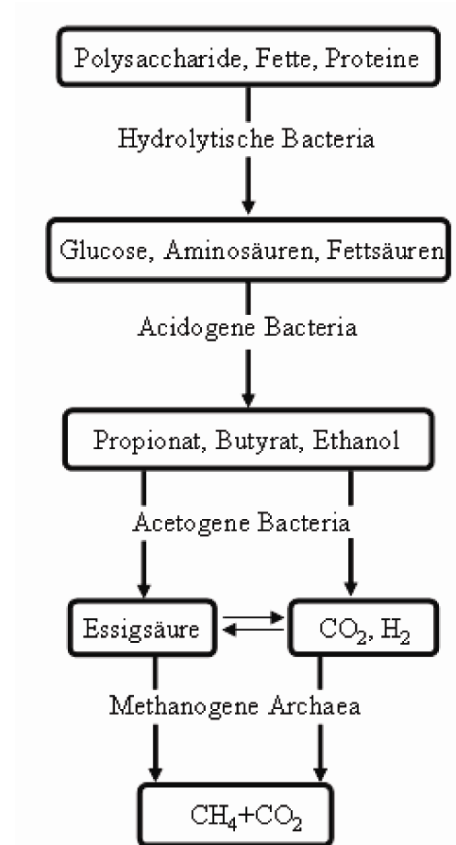 Polysaccharide, Fette, Proteine
Hydrolytische Bacteria
Glucose, Aminosäuren, Fettsäuren
Acidogene Bacteria
Propionat, Butyrat, Ethanol
Acetogene Bacteria
Essigsäure
CO₂, H₂
Methanogene Archaea
CH₄+CO₂